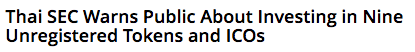 Thai SEC Warns Public About Investing in Nine
Unregistered Tokens and ICOs